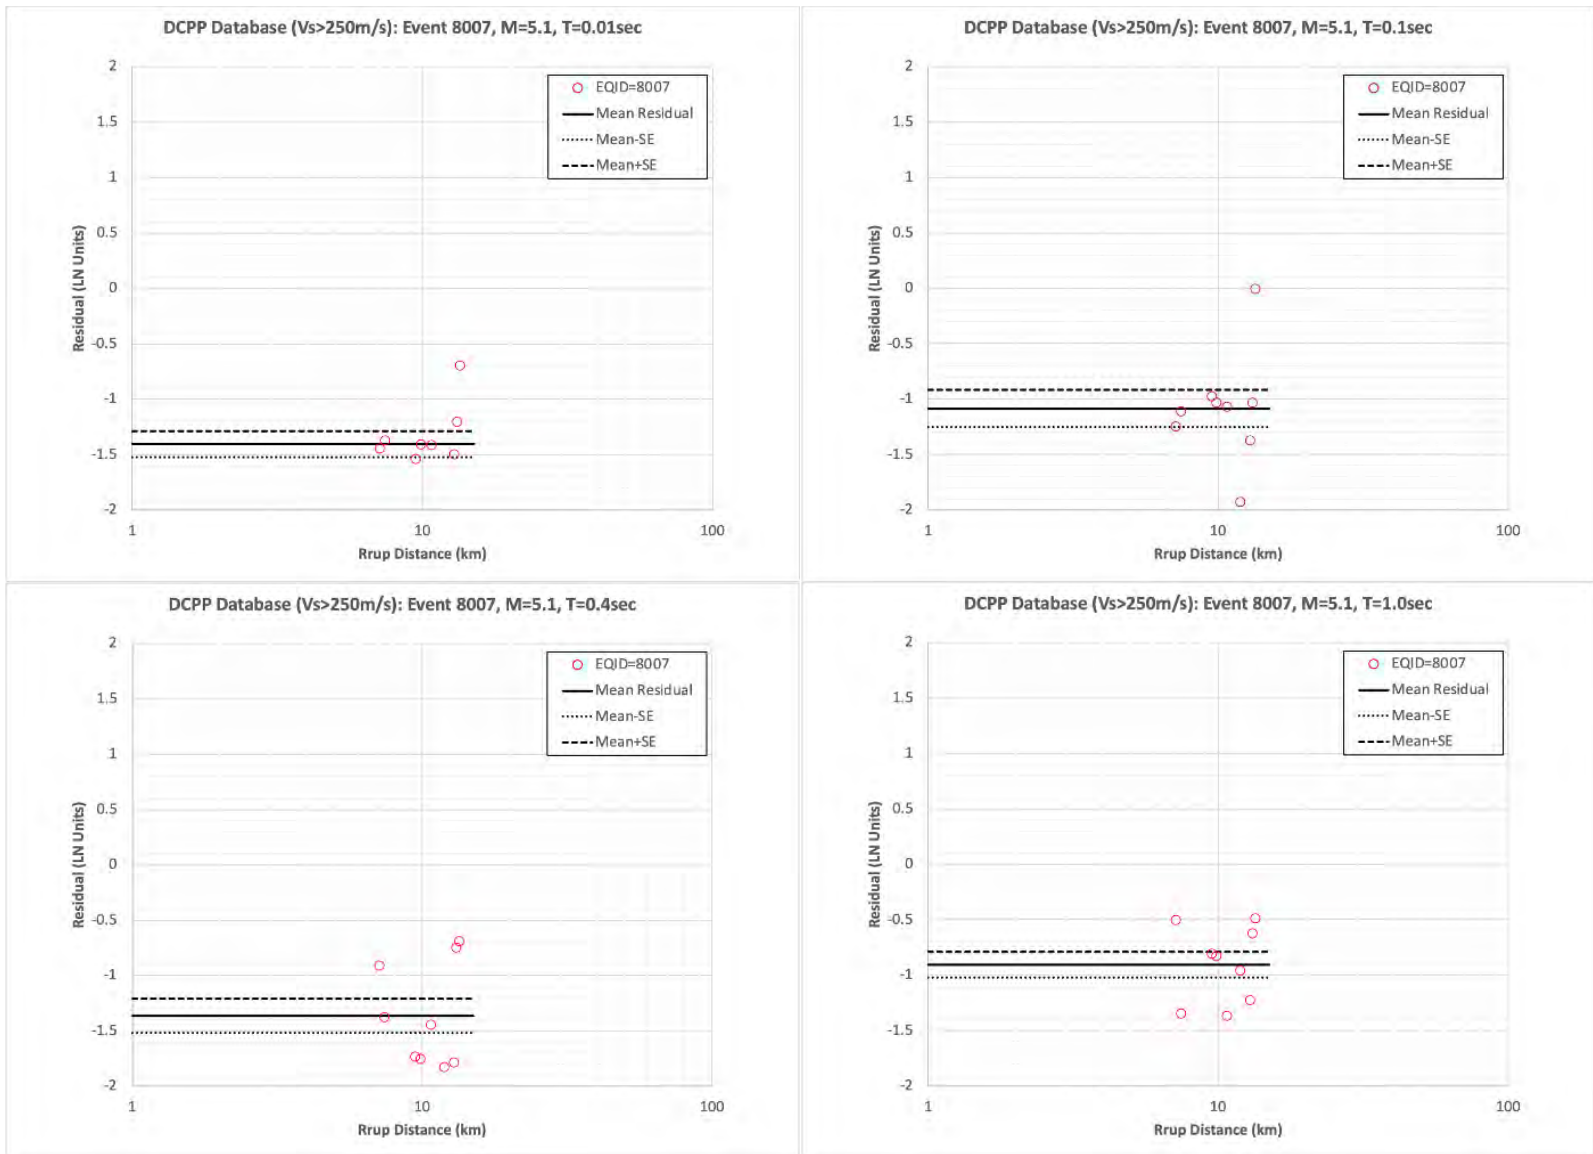 DCPP Database (Vs>250m/s): Event 8007, M=5.1, T=0.01sec
2
1.5
1
0.5
0
-0.5
-1
-1.5
-2
Residual (LN Units)
1 10 100
Rrup Distance (km)
EQID=8007
Mean Residual
Mean-SE
Mean+SE
DCPP Database (Vs>250m/s): Event 8007, M=5.1, T=0.1sec
2
1.5
1
0.5
0
-0.5
-1
-1.5
-2
Residual (LN Units)
1 10 100
Rrup Distance (km)
EQID=8007
Mean Residual
Mean-SE
Mean+SE
DCPP Database (Vs>250m/s): Event 8007, M=5.1, T=0.4sec
2
1.5
1
0.5
0
-0.5
-1
-1.5
-2
Residual (LN Units)
1 10 100
Rrup Distance (km)
EQID=8007
Mean Residual
Mean-SE
Mean+SE
DCPP Database (Vs>250m/s): Event 8007, M=5.1, T=1.0sec
2
1.5
1
0.5
0
-0.5
-1
-1.5
-2
Residual (LN Units)
1 10 100
Rrup Distance (km)
EQID=8007
Mean Residual
Mean-SE
Mean+SE